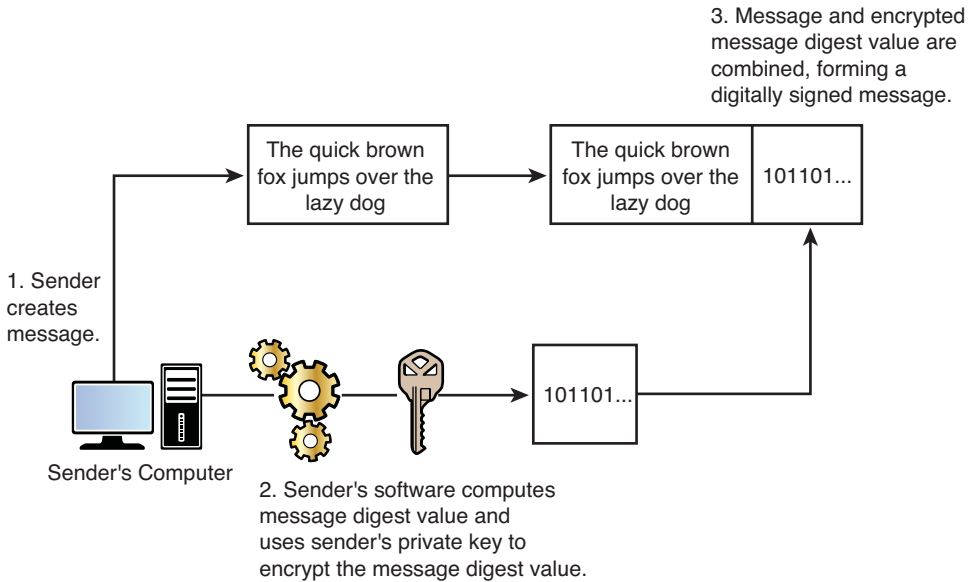 3. Message and encrypted
message digest value are
combined, forming a
digitally signed message.
The quick brown
fox jumps over the
lazy dog
The quick brown
fox jumps over the
lazy dog
101101...
1. Sender
creates
message.
101101...
Sender's Computer
2. Sender's software computes
message digest value and
uses sender's private key to
encrypt the message digest value.